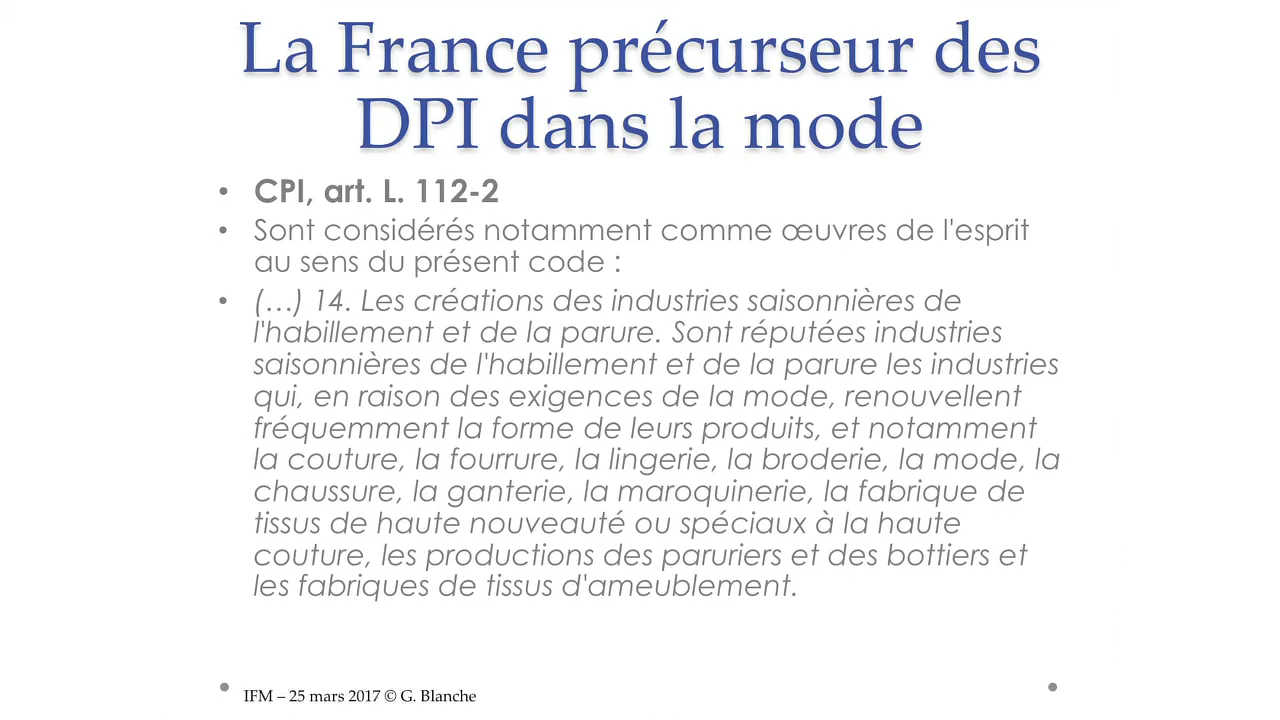 La France précurseur des
DPI dans la mode
• CPI, art. L. 112-2
• Sont considérés notamment comme œuvres de l'esprit
au sens du présent code :
• (…) 14. Les créations des industries saisonnières de
l'habillement et de la parure. Sont réputées industries
saisonnières de l'habillement et de la parure les industries
qui, en raison des exigences de la mode, renouvellent
fréquemment la forme de leurs produits, et notamment
la couture, la fourrure, la lingerie, la broderie, la mode, la
chaussure, la ganterie, la maroquinerie, la fabrique de
tissus de haute nouveauté ou spéciaux à la haute
couture, les productions des paruriers et des bottiers et
les fabriques de tissus d'ameublement.
IFM – 25 mars 2017 © G. Blanche